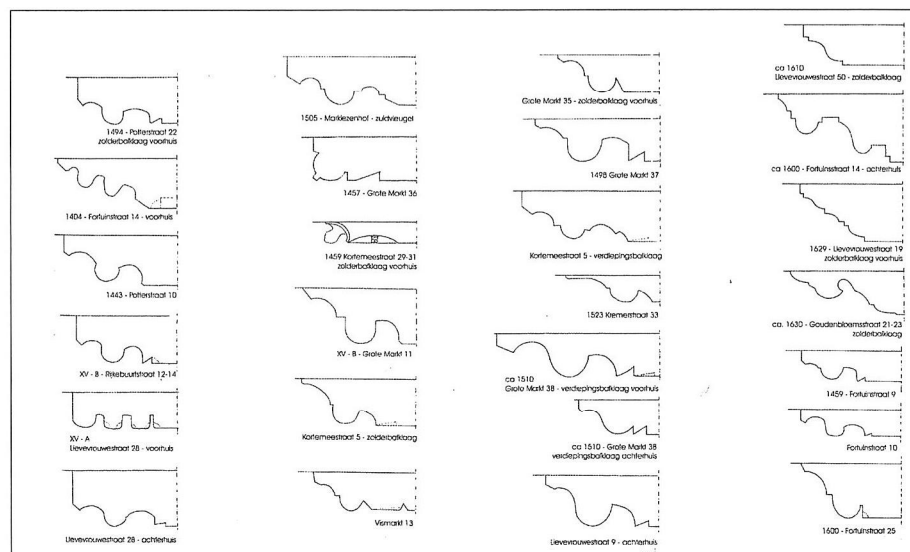 1494 - Potterstraat 22
zolderbalklaag voorhuis
1404 - Fortuinstraat 14 - voorhuis
1443 - Potterstraat 10
XV - B - Rijkebuurtstraat 12-14
XV - A
Lievevrouwestraat 28 - voorhuis
Lievevrouwestraat 28 - achterhuis
1505 - Markiezenhof - zuidvleugel
1457 - Grote Markt 36
1459 Kortemeestraat 29-31
zolderbalklaag voorhuis
XV - B - Grote Markt 11
Kortemeestraat 5 - zolderbalklaag
Vismarkt 13
Grote Markt 35 - zolderbalklaag voorhuis
1498 Grote Markt 37
Kortemeestraat 5 - verdiepingsbalklaag
1523 Kremerstraat 33
ca 1510
Grote Markt 38 - verdiepingsbalklaag voorhuis
ca 1510 - Grote Markt 38
verdiepingsbalklaag achterhuis
Lievevrouwestraat 9 - achterhuis
ca 1610
Lievevrouwestraat 50 - zolderbalklaag
ca 1600 - Fortuinstraat 14 - achterhuis
1629 - Lievevrouwestraat 19
zolderbalklaag voorhuis
ca. 1630 - Goudenbloemsstraat 21-23
zolderbalklaag
1459 - Fortuinstraat 9
Fortuinstraat 10
1600 - Fortuinstraat 25